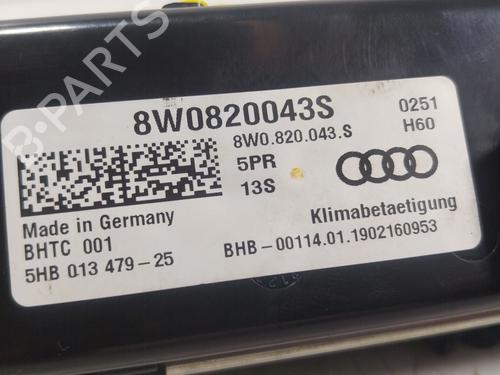 8W0820043S
8W0.820.043.S
0251
H60
5PR
13S
Made in Germany
BHTC 001
5HB 013 479-25
Klimabetaetigung
BHB-00114.01.1902160953
B-PARTS